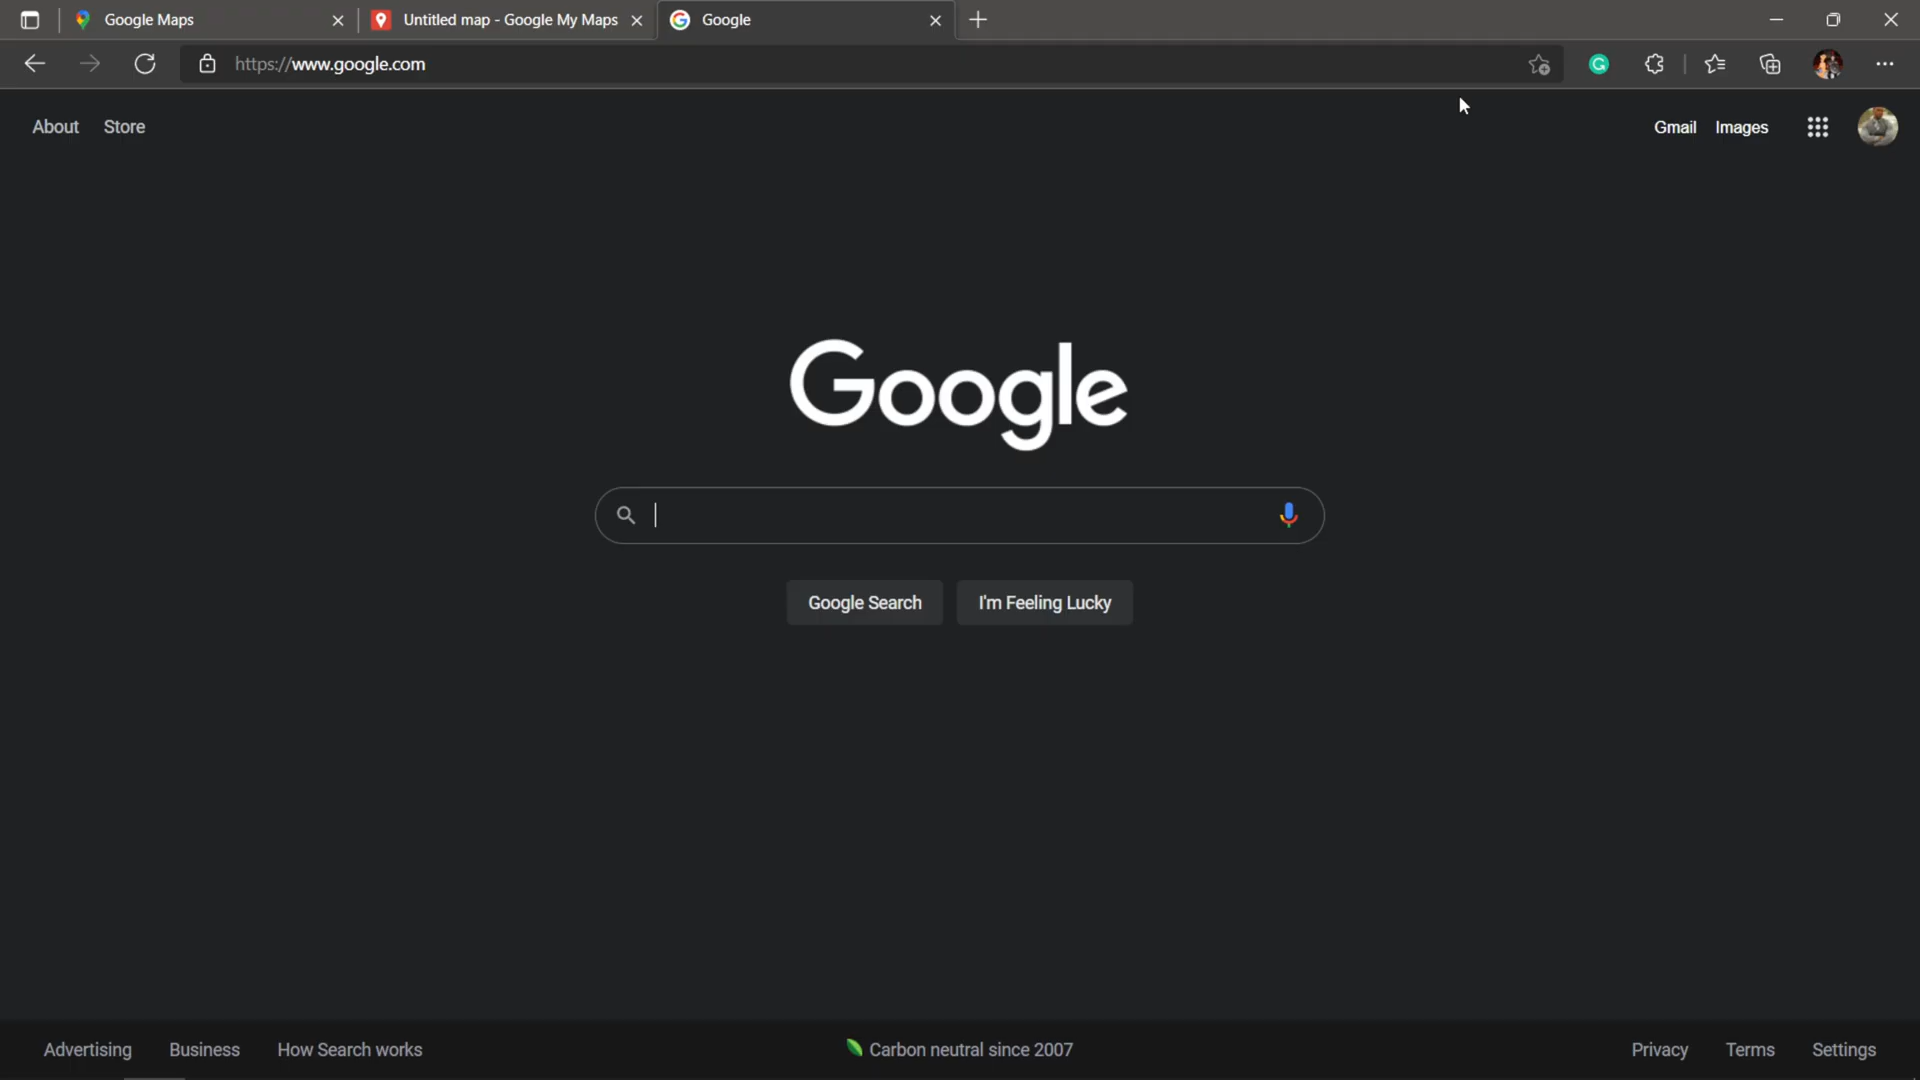 Google Maps
Untitled map - Google My Maps
Google
https://www.google.com
About Store
Gmail Images
Google
Google Search
I'm Feeling Lucky
Advertising Business How Search works
Carbon neutral since 2007
Privacy Terms Settings